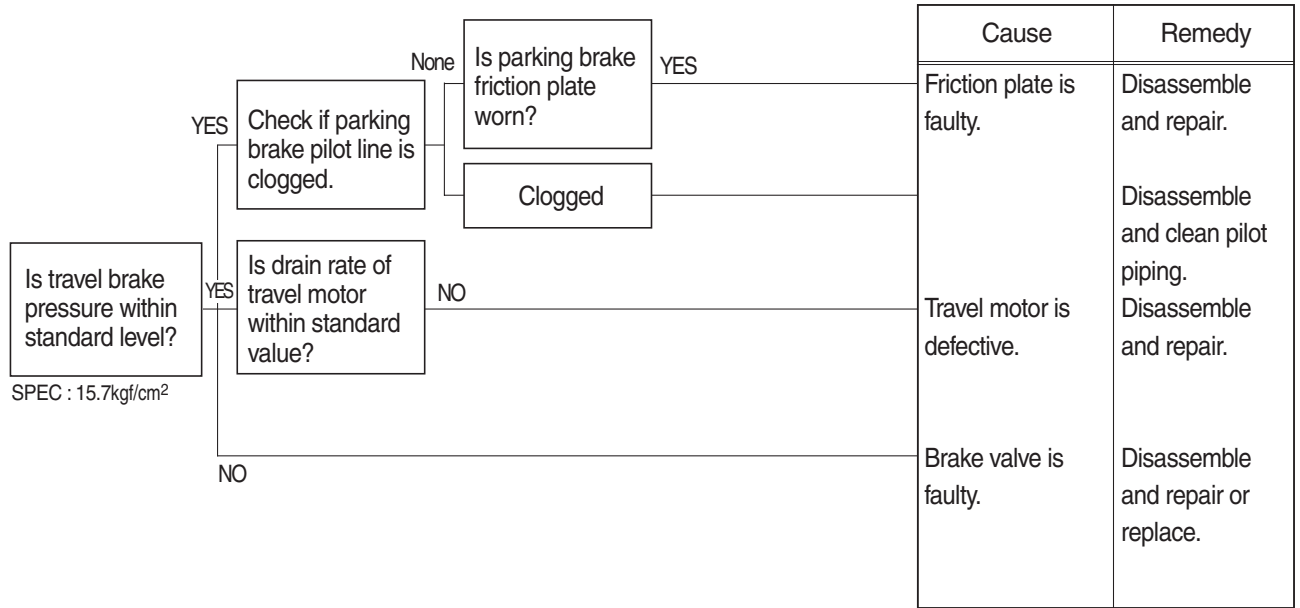 Cause
Remedy
None
Is parking brake
friction plate
worn?
YES
Friction plate is
faulty.
Disassemble
and repair.
YES
Check if parking
brake pilot line is
clogged.
Clogged
Disassemble
and clean pilot
piping.
Is travel brake
pressure within
standard level?
SPEC : 15.7kgf/cm²
YES
Is drain rate of
travel motor
within standard
value?
NO
Travel motor is
defective.
Disassemble
and repair.
NO
Brake valve is
faulty.
Disassemble
and repair or
replace.